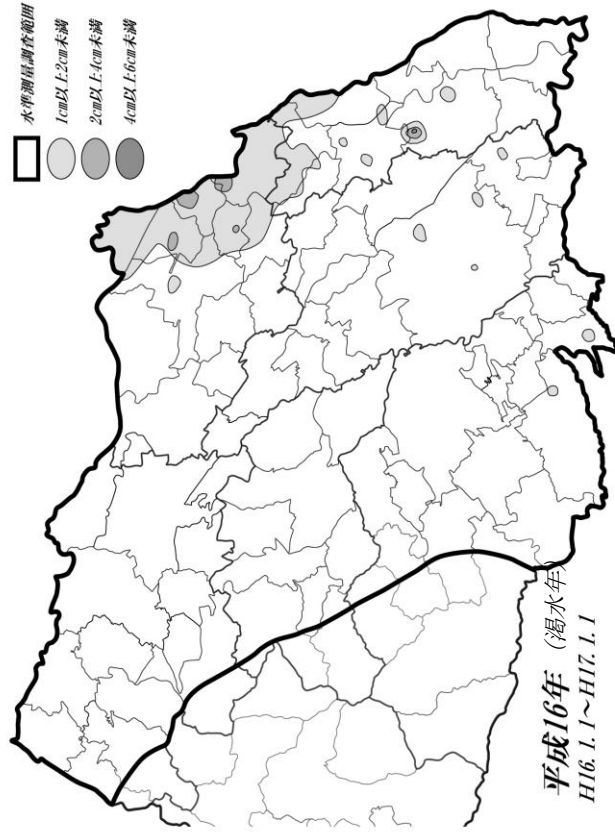 水準測量調査範囲
1cm以上2cm未満
2cm以上4cm未満
4cm以上6cm未満
平成16年 (渇水年)
H16. 1. 1～H17. 1. 1